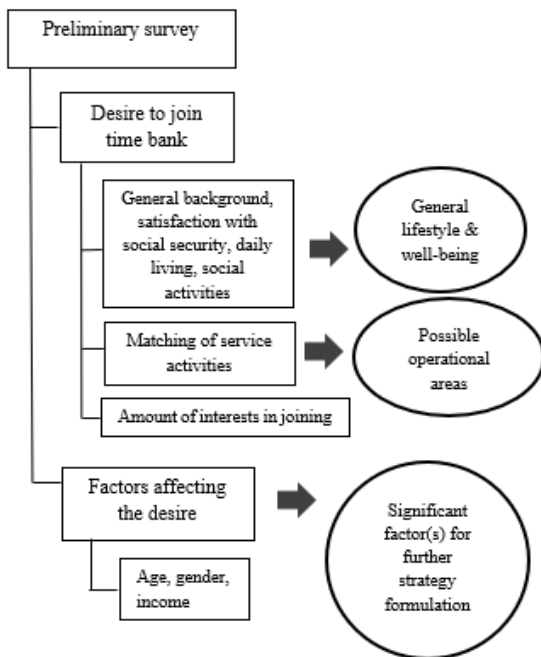 Preliminary survey
Desire to join
time bank
General background,
satisfaction with
social security, daily
living, social
activities
General
lifestyle &
well-being
Matching of service
activities
Possible
operational
areas
Amount of interests in joining
Factors affecting
the desire
Significant
factor(s) for
further
strategy
formulation
Age, gender,
income